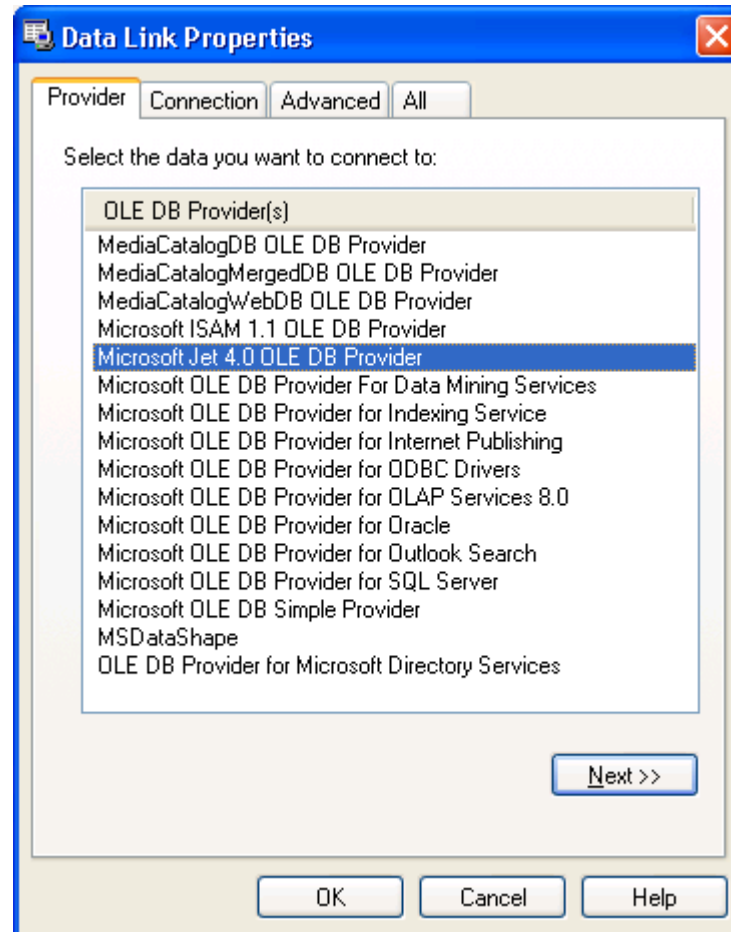 Data Link Properties
Provider Connection Advanced All
Select the data you want to connect to:
OLE DB Provider(s)
MediaCatalogDB OLE DB Provider
MediaCatalogMergedDB OLE DB Provider
MediaCatalogWebDB OLE DB Provider
Microsoft ISAM 1.1 OLE DB Provider
Microsoft Jet 4.0 OLE DB Provider
Microsoft OLE DB Provider For Data Mining Services
Microsoft OLE DB Provider for Indexing Service
Microsoft OLE DB Provider for Internet Publishing
Microsoft OLE DB Provider for ODBC Drivers
Microsoft OLE DB Provider for OLAP Services 8.0
Microsoft OLE DB Provider for Oracle
Microsoft OLE DB Provider for Outlook Search
Microsoft OLE DB Provider for SQL Server
Microsoft OLE DB Simple Provider
MSDataShape
OLE DB Provider for Microsoft Directory Services
Next >>
OK Cancel Help